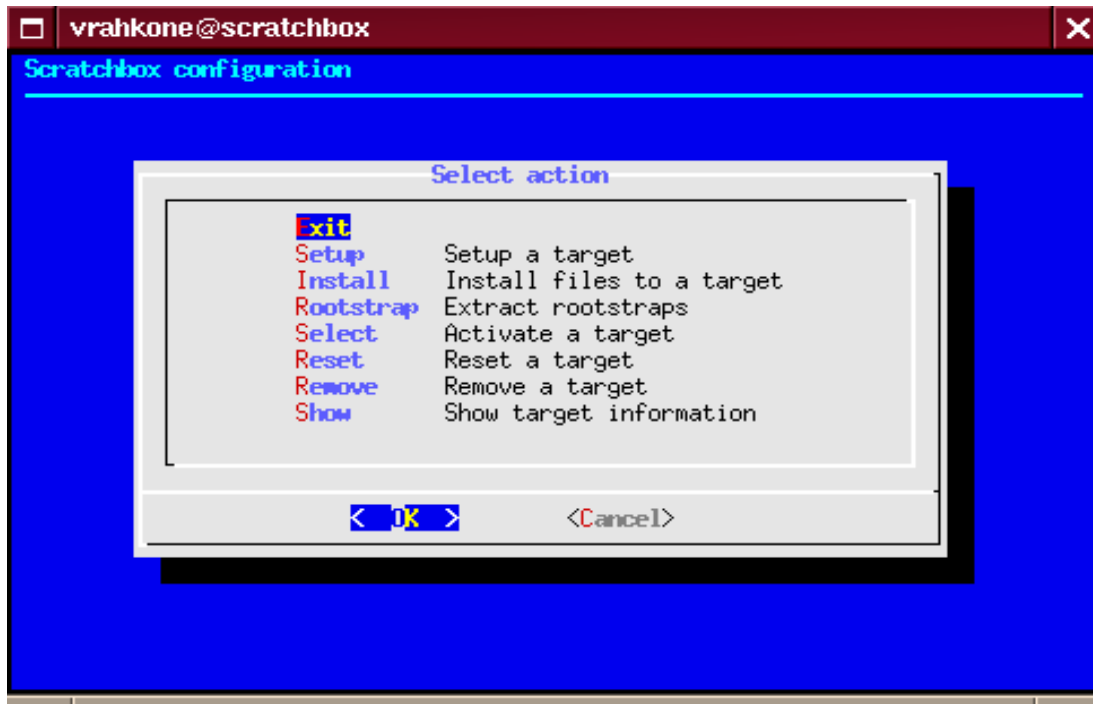 vrahkone@scratchbox
Scratchbox configuration
Select action
Exit
Setup Setup a target
Install Install files to a target
Rootstrap Extract rootstraps
Select Activate a target
Reset Reset a target
Remove Remove a target
Show Show target information
< OK > <Cancel>